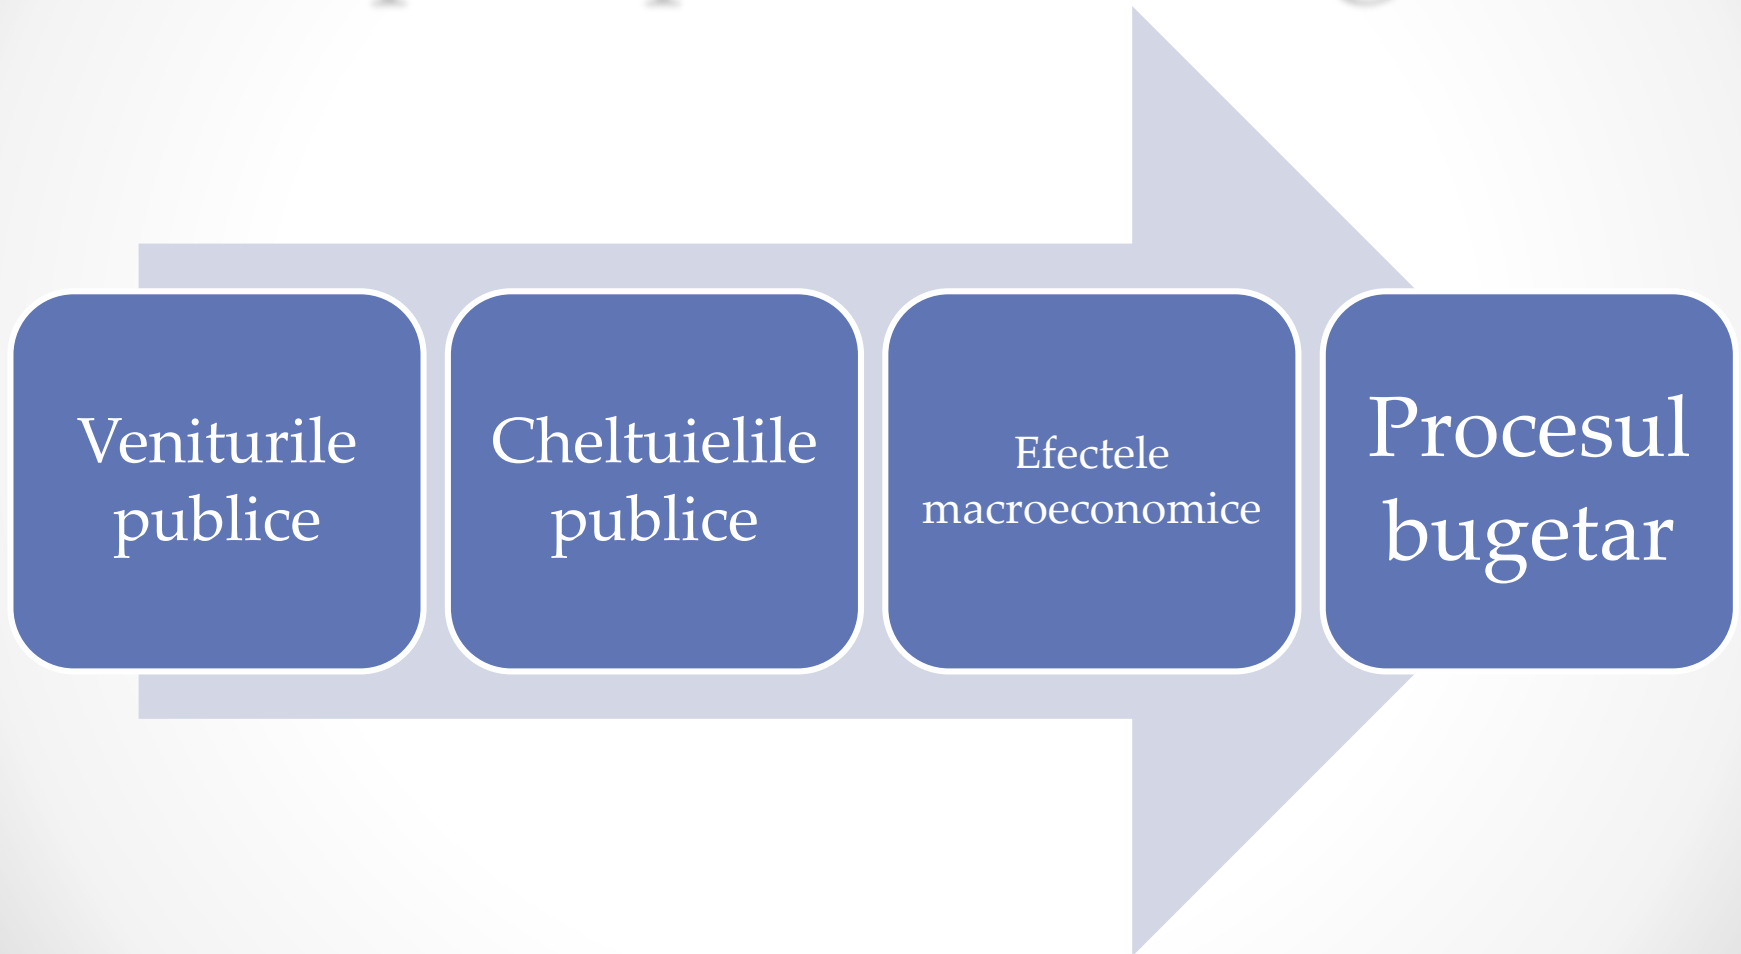 Veniturile
publice
Cheltuielile
publice
Efectele
macroeconomice
Procesul
bugetar